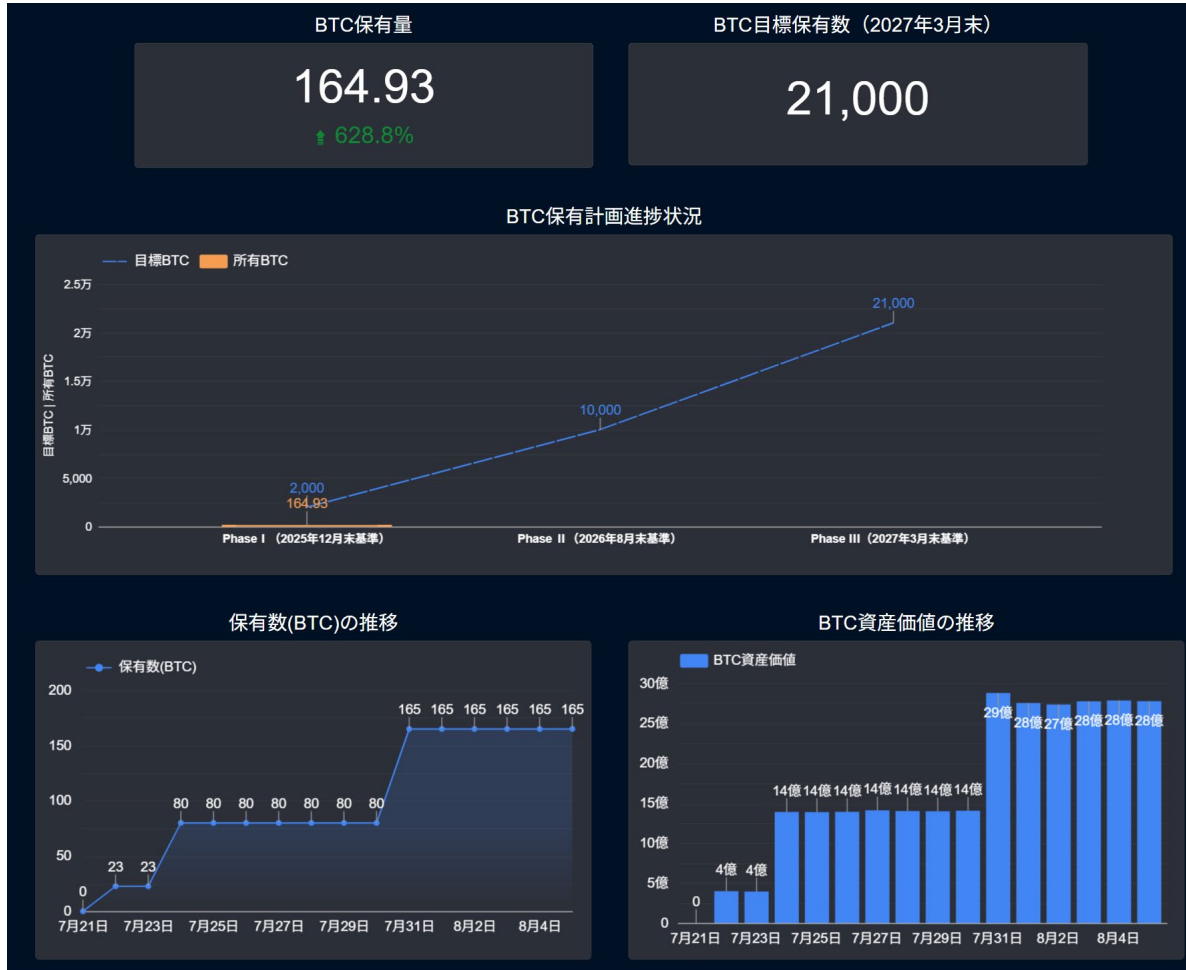 BTC保有量
164.93
628.8%
BTC目標保有数（2027年3月末）
21,000
BTC保有計画進捗状況
目標BTC 所有BTC
目標BTC | 所有BTC
2.5万
2万
1.5万
1万
5,000
0
21,000
10,000
2,000
164.93
Phase Ⅰ（2025年12月末基準） Phase Ⅱ（2026年8月末基準） Phase III（2027年3月末基準）
保有数(BTC)の推移
保有数(BTC)
200
150
100
50
0
165 165 165 165 165 165
80 80 80 80 80 80 80
23 23
0
7月21日 7月23日 7月25日 7月27日 7月29日 7月31日 8月2日 8月4日
BTC資産価値の推移
BTC資産価値
30億
25億
20億
15億
10億
5億
0
29億 28億 27億 28億 28億 28億
14億 14億 14億 14億 14億 14億 14億
4億 4億
0
7月21日 7月23日 7月25日 7月27日 7月29日 7月31日 8月2日 8月4日